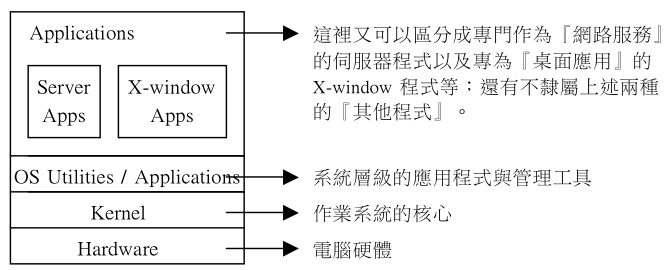 Applications
Server
Apps
X-window
Apps
這裡又可以區分成專門作為『網路服務』
的伺服器程式以及專為『桌面應用』的
X-window 程式等；還有不隸屬上述兩種
的『其他程式』。
OS Utilities / Applications
系統層級的應用程式與管理工具
Kernel
作業系統的核心
Hardware
電腦硬體